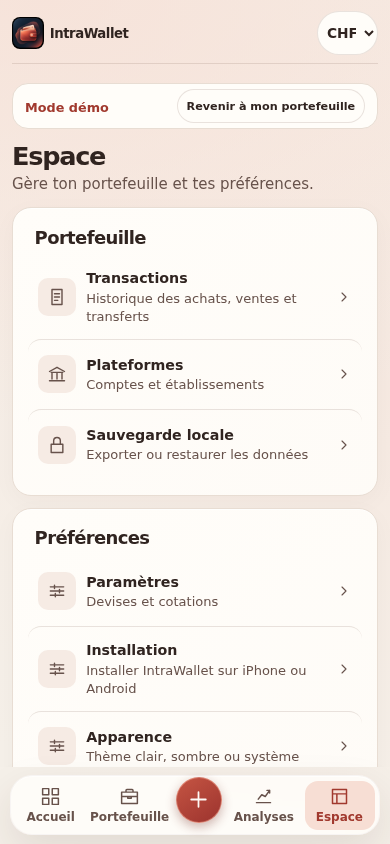 IntraWallet
CHF
Mode démo
Revenir à mon portefeuille
Espace
Gère ton portefeuille et tes préférences.
Portefeuille
Transactions
Historique des achats, ventes et
transferts
Plateformes
Comptes et établissements
Sauvegarde locale
Exporter ou restaurer les données
Préférences
Paramètres
Devises et cotations
Installation
Installer IntraWallet sur iPhone ou
Android
Apparence
Thème clair, sombre ou système
Accueil
Portefeuille
Analyses
Espace